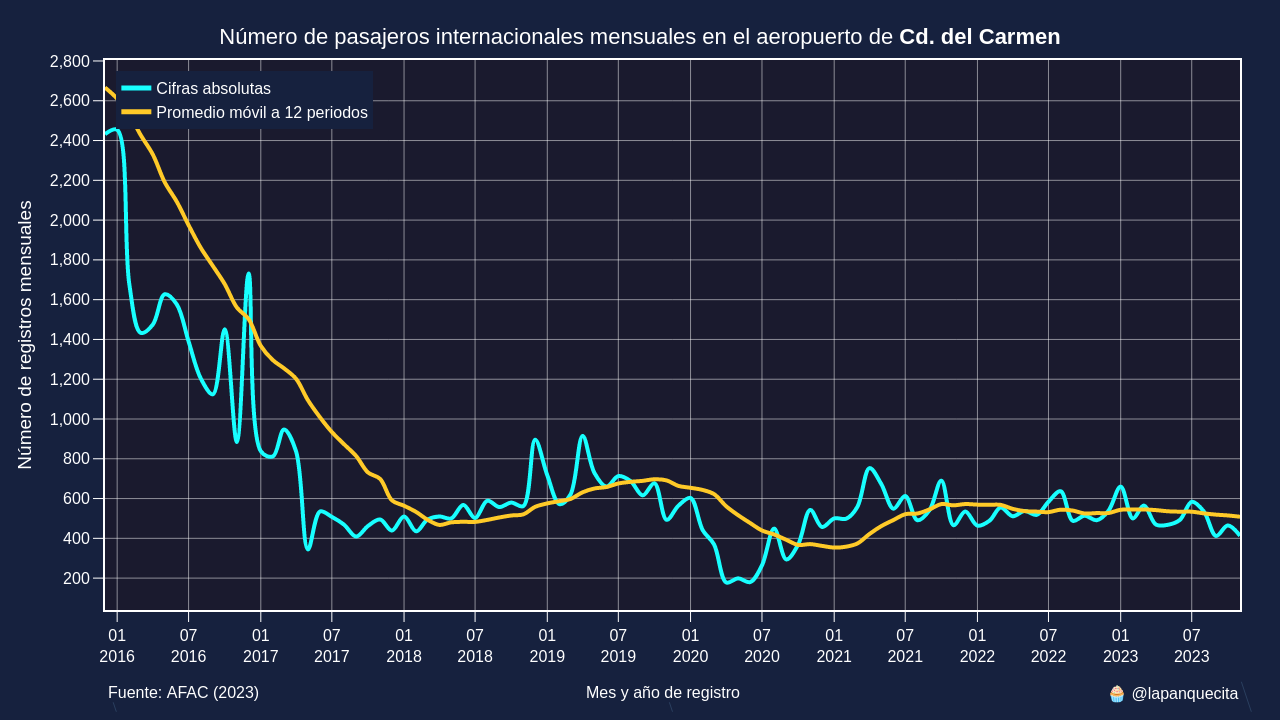 Número de pasajeros internacionales mensuales en el aeropuerto de Cd. del Carmen
Cifras absolutas
Promedio móvil a 12 periodos
Número de registros mensuales
2,800
2,600
2,400
2,200
2,000
1,800
1,600
1,400
1,200
1,000
800
600
400
200
01 07 01 07 01 07 01 07 01 07 01 07 01 07 01 07
2016 2016 2017 2017 2018 2018 2019 2019 2020 2020 2021 2021 2022 2022 2023 2023
Fuente: AFAC (2023) Mes y año de registro 🧁 @lapanquecita